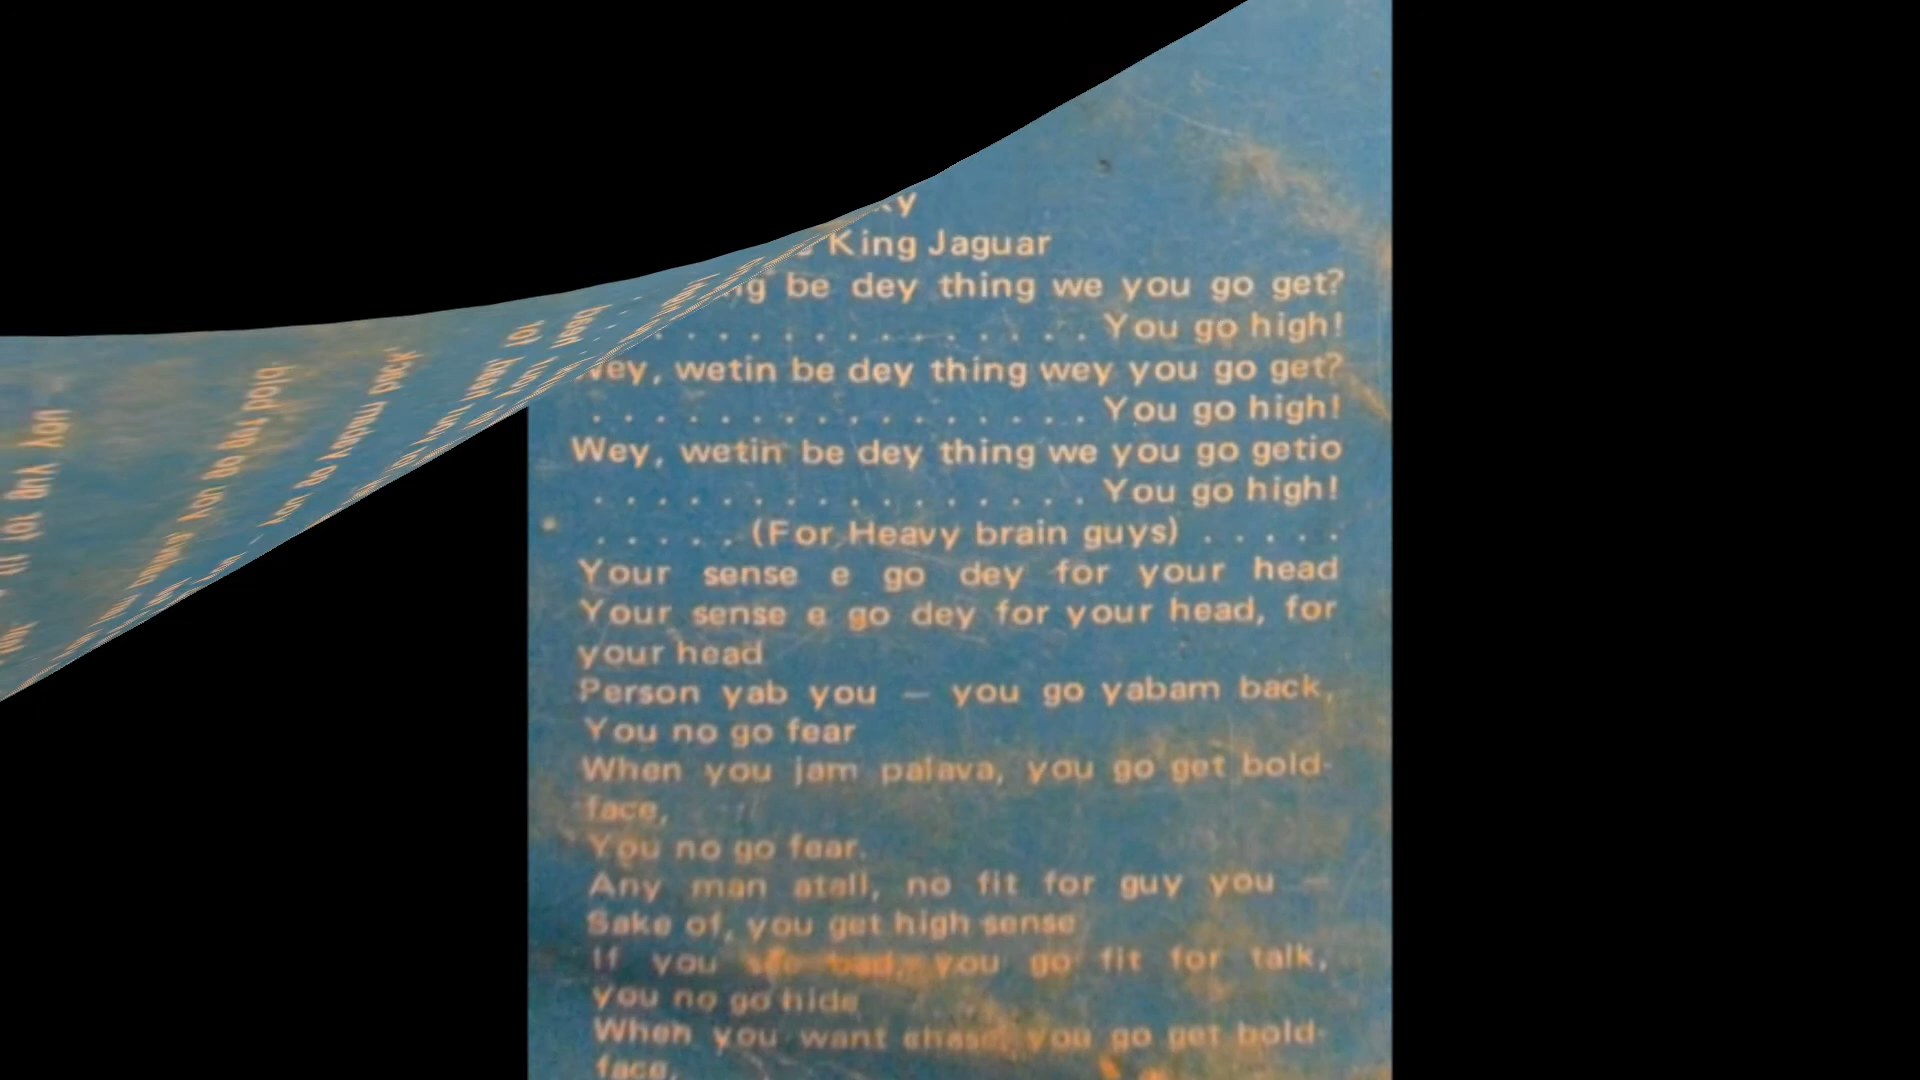 King Jaguar
be dey thing we you go get?
. . . . . . . . . . . . . . You go high!
wetin be dey thing wey you go get?
. . . . . . . . . . . . . . . . You go high!
Wey, wetin be dey thing we you go getio
. . . . . . . . . . . . . . . . You go high!
. . . . . (For Heavy brain guys) . . . . .
Your sense e go dey for your head
Your sense e go dey for your head, for
your head
Person yab you — you go yabam back,
You no go fear
When you jam palava, you go get bold-
face,
You no go fear.
Any man atall, no fit for guy you —
Sake of, you get high sense
If you bad, you go fit for talk,
you no go hide
When you want chase, you go get bold-
face,